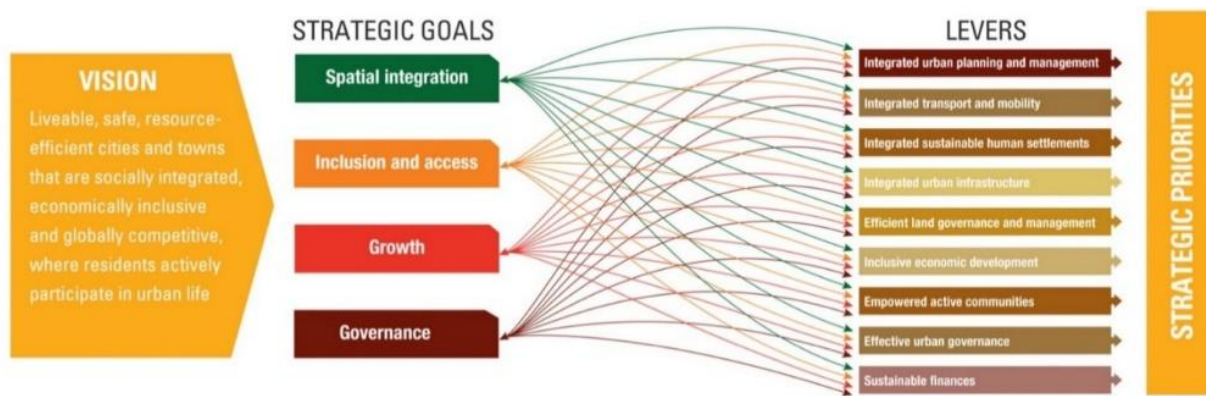 STRATEGIC GOALS
LEVERS
VISION
Liveable, safe, resource-
efficient cities and towns
that are socially integrated,
economically inclusive
and globally competitive,
where residents actively
participate in urban life
Spatial integration
Inclusion and access
Growth
Governance
Integrated urban planning and management
Integrated transport and mobility
Integrated sustainable human settlements
Integrated urban infrastructure
Efficient land governance and management
Inclusive economic development
Empowered active communities
Effective urban governance
Sustainable finances
STRATEGIC PRIORITIES